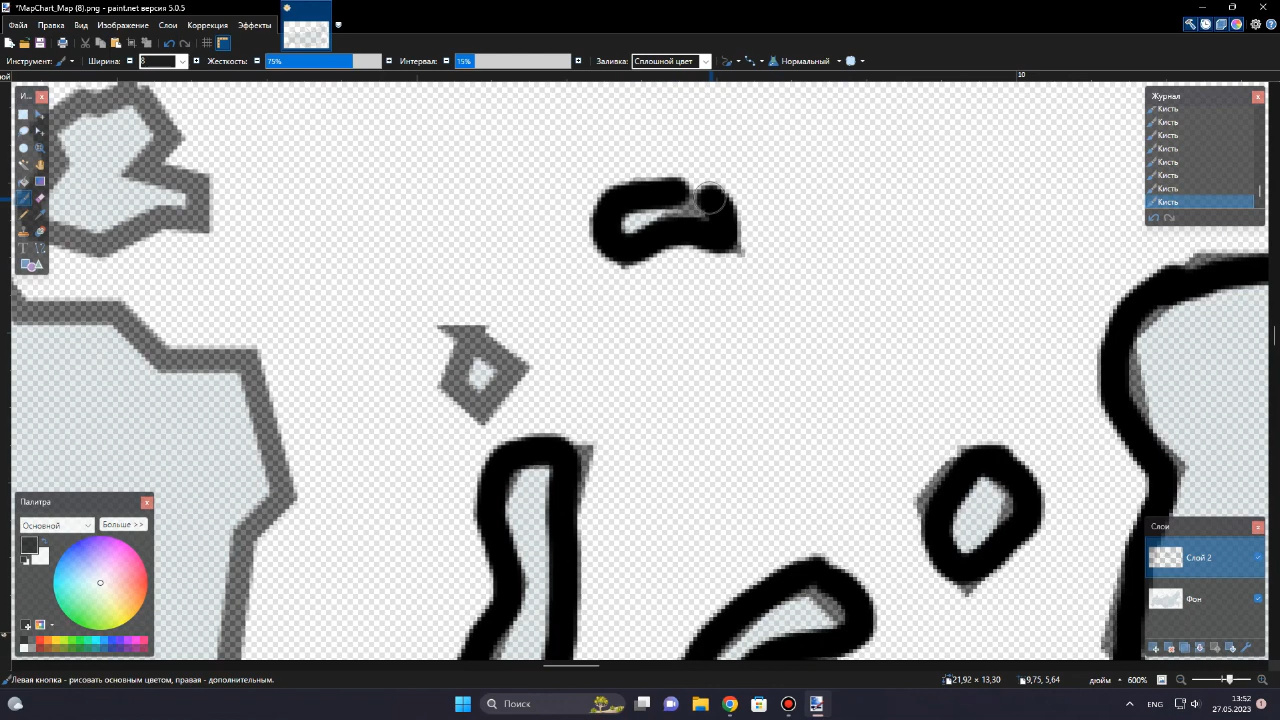 *MapChart_Map (8).png - paint.net версия 5.0.5
Файл Правка Вид Изображение Слои Коррекция Эффекты
Инструмент: Ширина: 8 Жесткость: 75% Интервал: 15% Заливка: Сплошной цвет Нормальный
10
И...
Журнал
Кисть
Кисть
Кисть
Кисть
Кисть
Кисть
Кисть
Кисть
Палитра
Основной Больше >>
Слои
Слой 2
Фон
Левая кнопка - рисовать основным цветом, правая - дополнительным.
21,92 × 13,30 9,75, 5,64 дюйм 600%
Поиск
ENG
13:52
27.05.2023